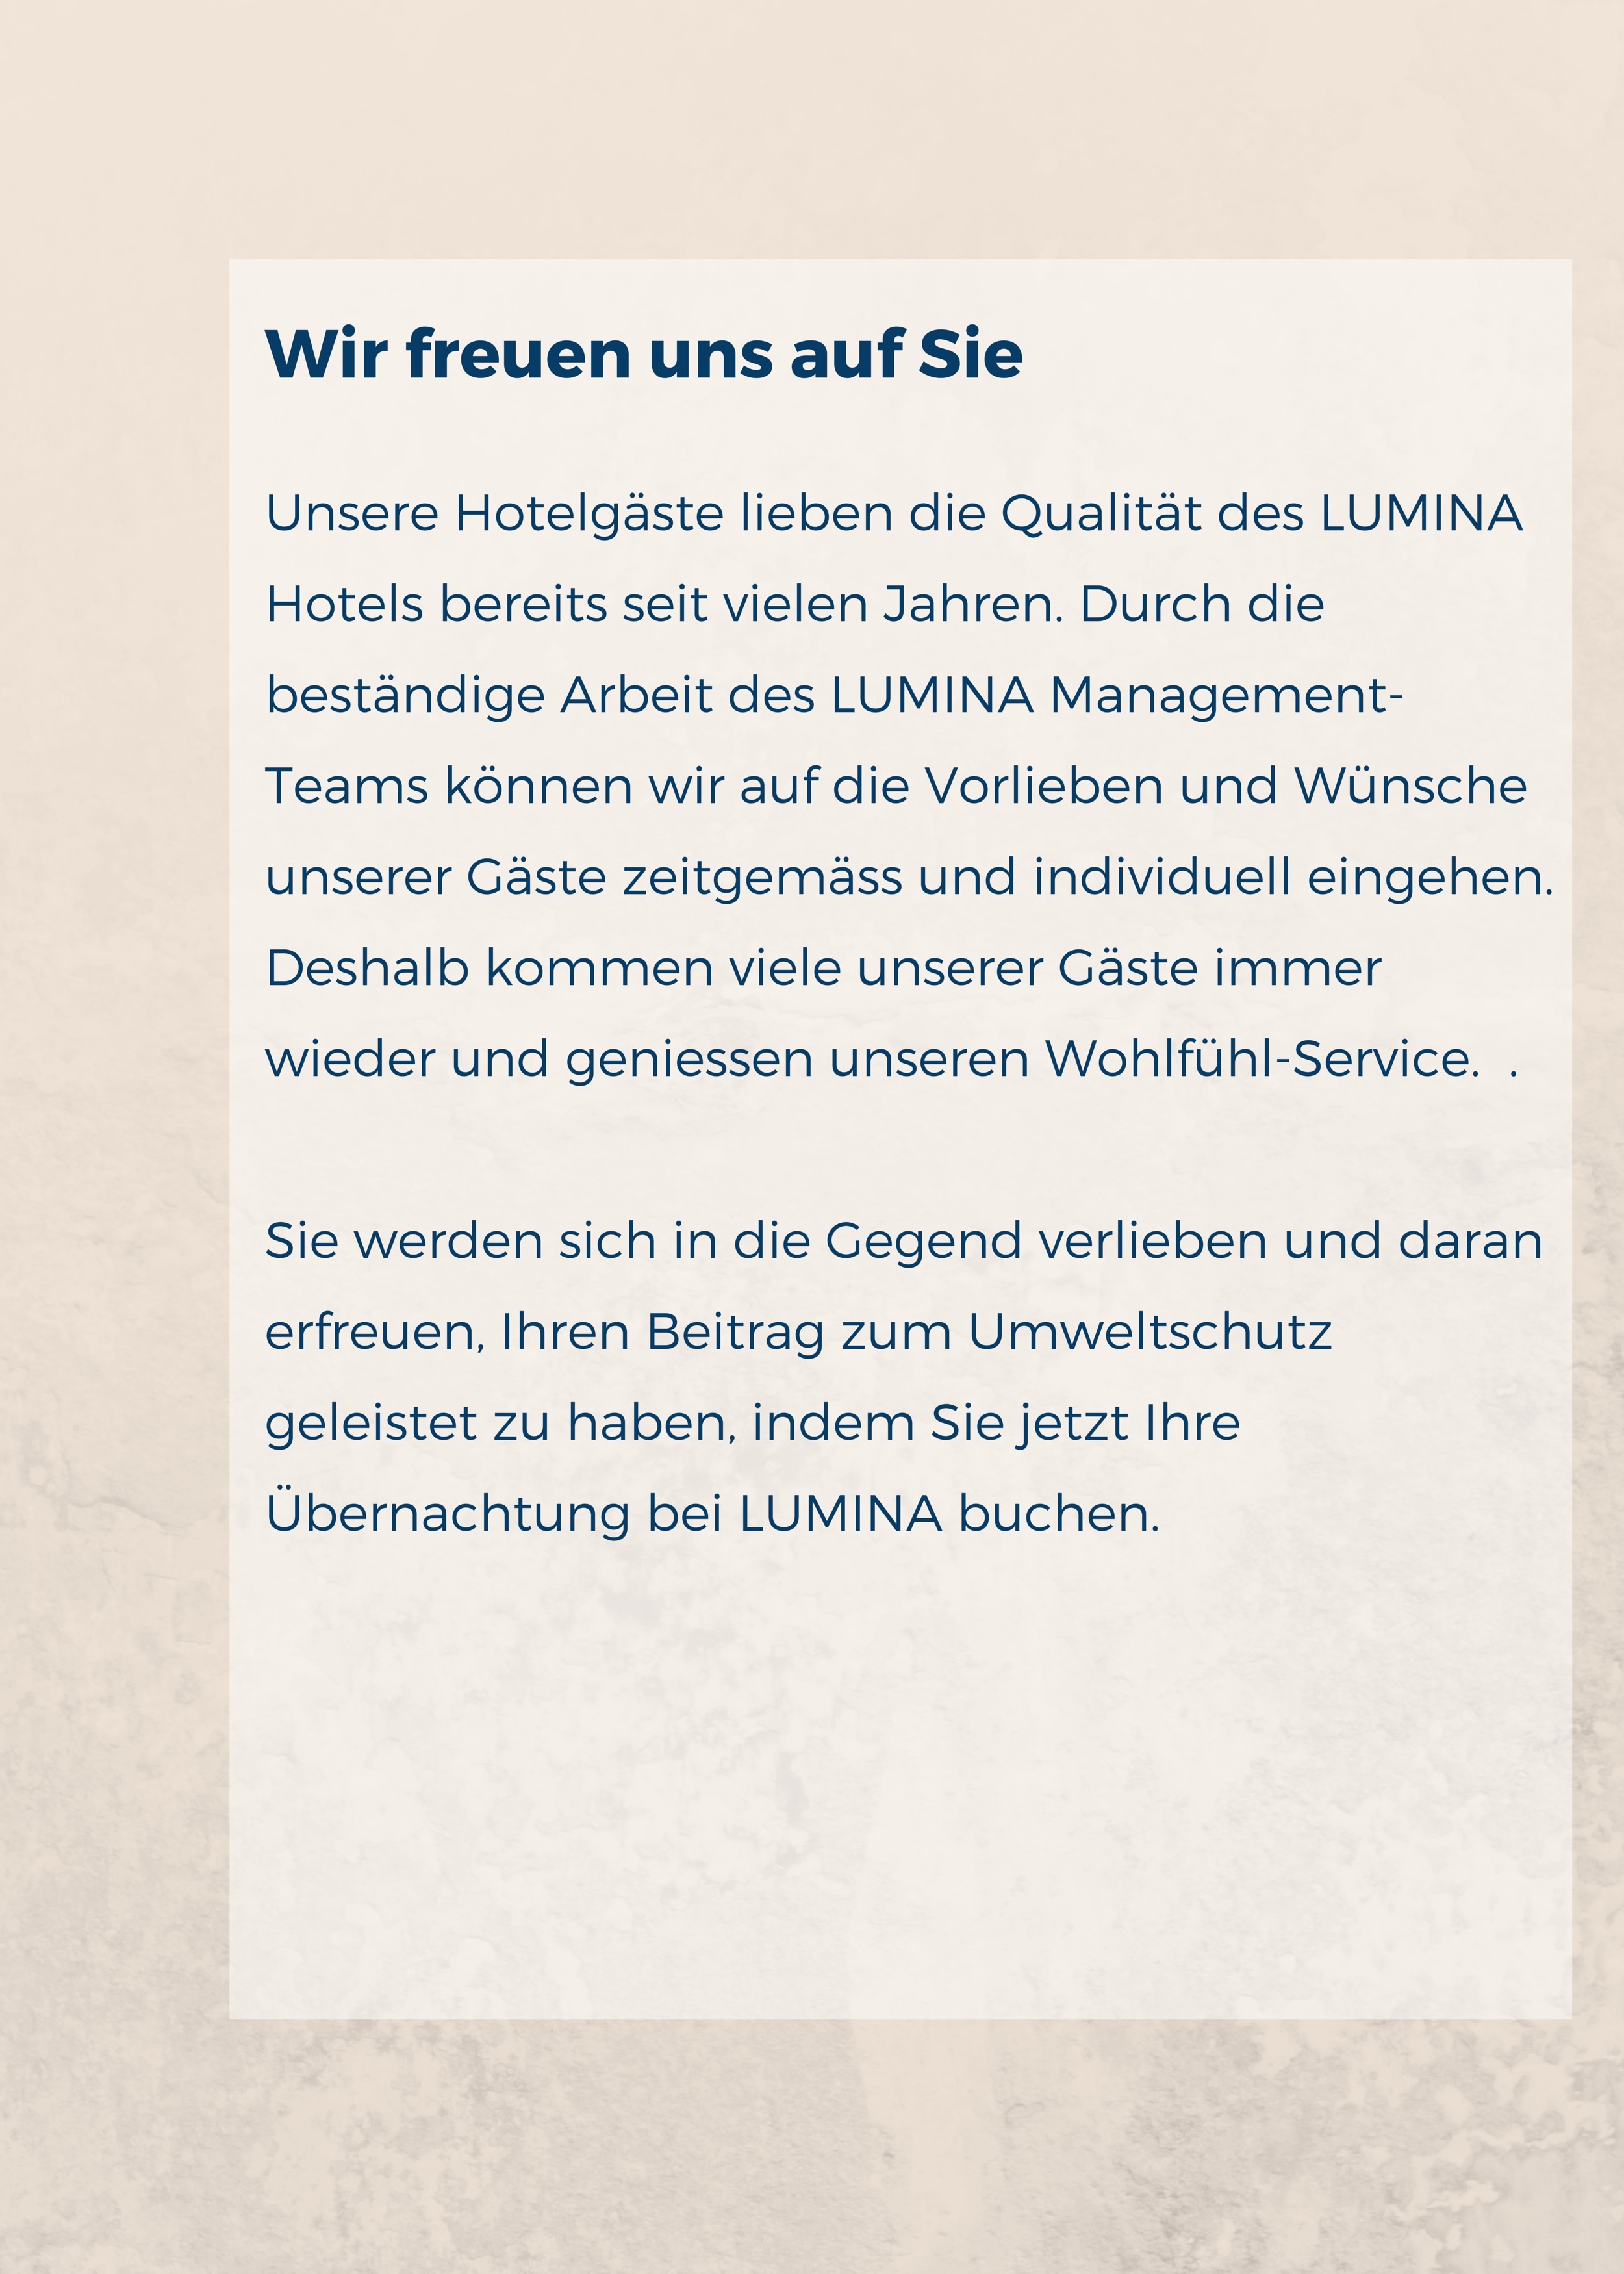 Wir freuen uns auf Sie
Unsere Hotelgäste lieben die Qualität des LUMINA
Hotels bereits seit vielen Jahren. Durch die
beständige Arbeit des LUMINA Management-
Teams können wir auf die Vorlieben und Wünsche
unserer Gäste zeitgemäss und individuell eingehen.
Deshalb kommen viele unserer Gäste immer
wieder und geniessen unseren Wohlfühl-Service.  .
Sie werden sich in die Gegend verlieben und daran
erfreuen, Ihren Beitrag zum Umweltschutz
geleistet zu haben, indem Sie jetzt Ihre
Übernachtung bei LUMINA buchen.